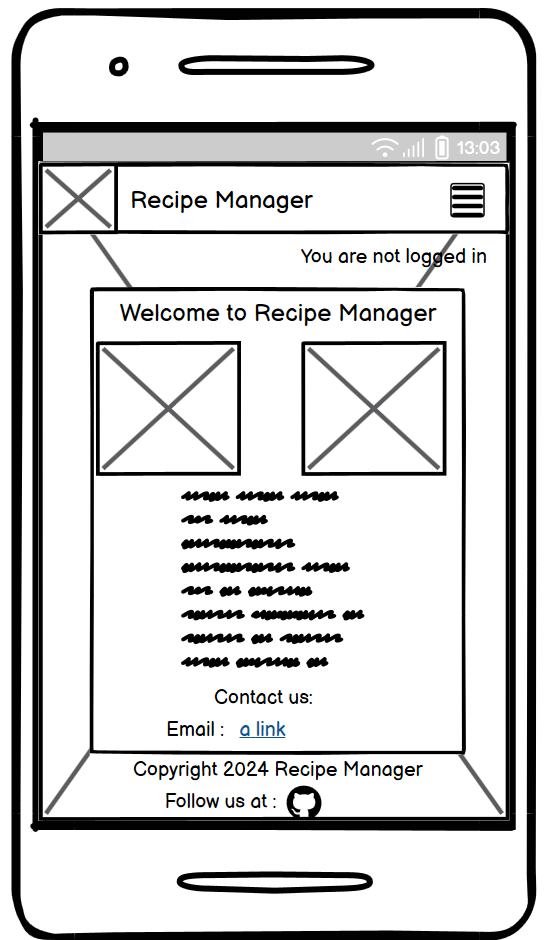 13:03
Recipe Manager
You are not logged in
Welcome to Recipe Manager
Contact us:
Email : a link
Copyright 2024 Recipe Manager
Follow us at :